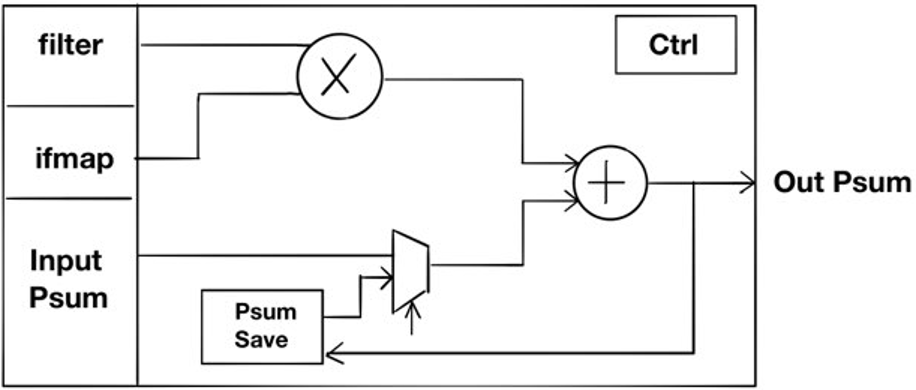 filter
Ctrl
ifmap
Out Psum
Input
Psum
Psum
Save